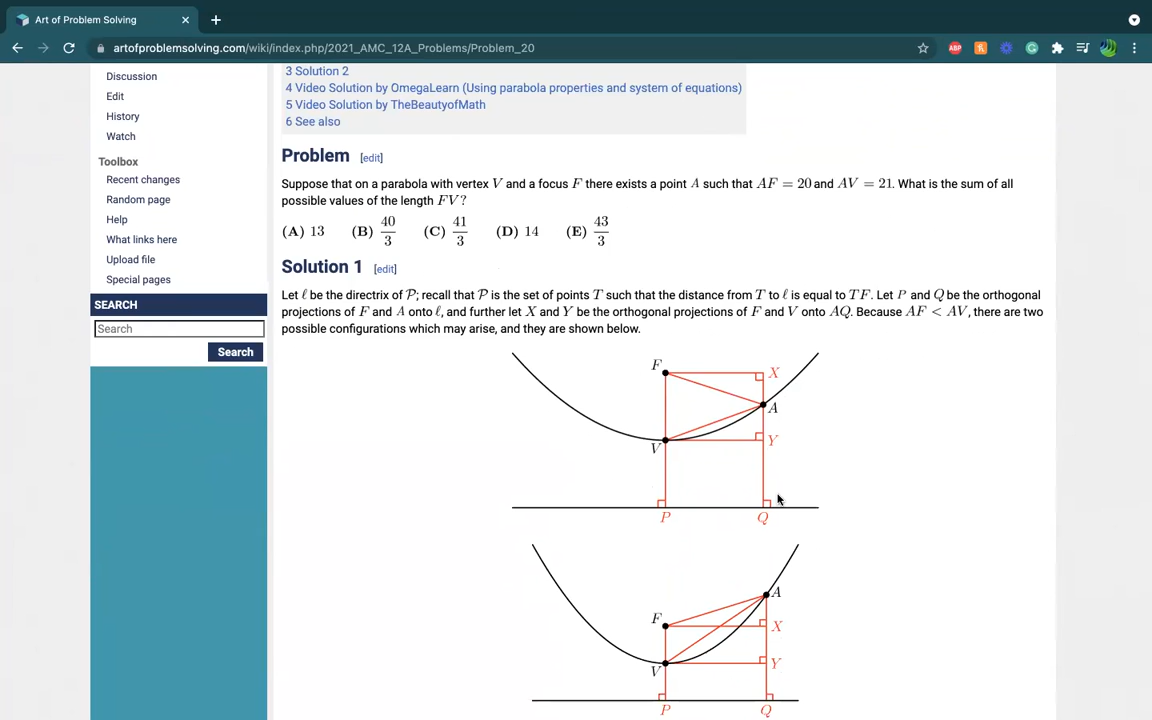 Art of Problem Solving
artofproblemsolving.com/wiki/index.php/2021_AMC_12A_Problems/Problem_20
ABP
Discussion
Edit
History
Watch
Toolbox
Recent changes
Random page
Help
What links here
Upload file
Special pages
SEARCH
Search
Search
3 Solution 2
4 Video Solution by OmegaLearn (Using parabola properties and system of equations)
5 Video Solution by TheBeautyofMath
6 See also
Problem [edit]
Suppose that on a parabola with vertex V and a focus F there exists a point A such that AF = 20 and AV = 21. What is the sum of all
possible values of the length FV?
(A) 13 (B) 40/3 (C) 41/3 (D) 14 (E) 43/3
Solution 1 [edit]
Let ℓ be the directrix of 𝒫; recall that 𝒫 is the set of points T such that the distance from T to ℓ is equal to TF. Let P and Q be the orthogonal
projections of F and A onto ℓ, and further let X and Y be the orthogonal projections of F and V onto AQ. Because AF < AV, there are two
possible configurations which may arise, and they are shown below.
F
X
A
V
Y
P
Q
A
F
X
V
Y
P
Q